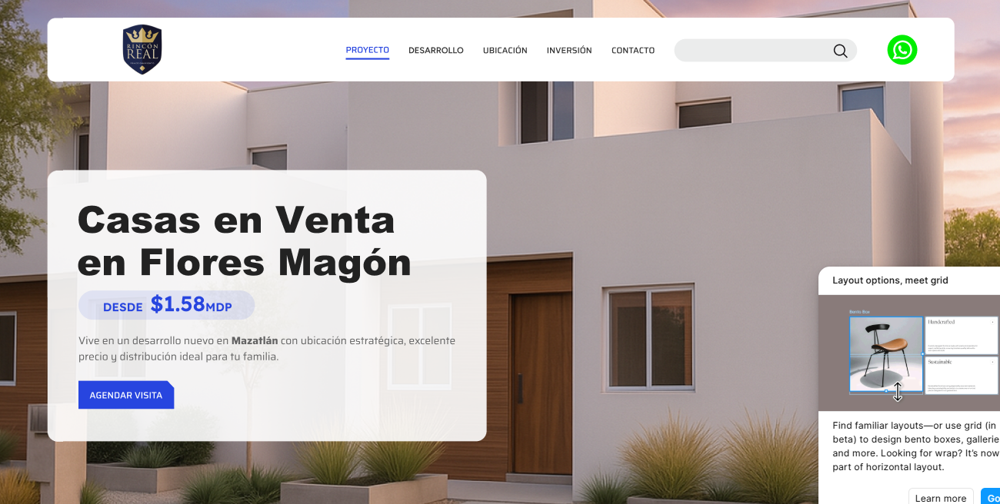 RINCÓN
REAL
PROYECTO
DESARROLLO
UBICACIÓN
INVERSIÓN
CONTACTO
Casas en Venta
en Flores Magón
DESDE $1.58MDP
Vive en un desarrollo nuevo en Mazatlán con ubicación estratégica, excelente
precio y distribución ideal para tu familia.
AGENDAR VISITA
Layout options, meet grid
Bento Box
Handcrafted
Sustainable
Find familiar layouts—or use grid (in
beta) to design bento boxes, gallerie
and more. Looking for wrap? It's now
part of horizontal layout.
Learn more
Go